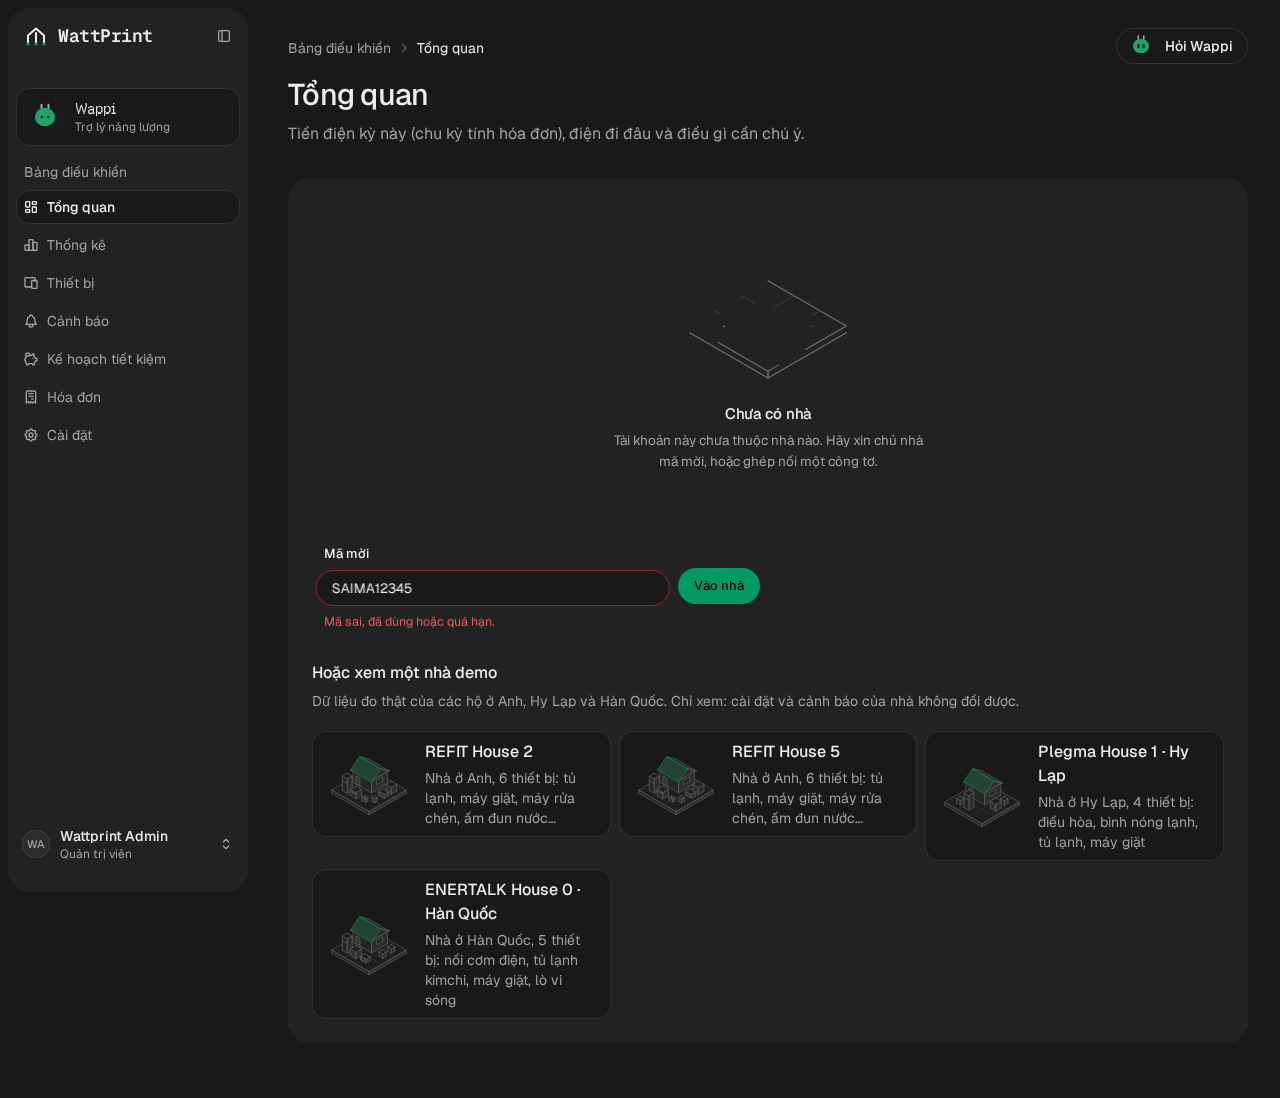 WattPrint
Wappi
Trợ lý năng lượng
Bảng điều khiển
Tổng quan
Thống kê
Thiết bị
Cảnh báo
Kế hoạch tiết kiệm
Hóa đơn
Cài đặt
WA
Wattprint Admin
Quản trị viên
Bảng điều khiển > Tổng quan
Hỏi Wappi
Tổng quan
Tiền điện kỳ này (chu kỳ tính hóa đơn), điện đi đâu và điều gì cần chú ý.
Chưa có nhà
Tài khoản này chưa thuộc nhà nào. Hãy xin chủ nhà
mã mời, hoặc ghép nối một công tơ.
Mã mời
SAIMA12345
Vào nhà
Mã sai, đã dùng hoặc quá hạn.
Hoặc xem một nhà demo
Dữ liệu đo thật của các hộ ở Anh, Hy Lạp và Hàn Quốc. Chỉ xem: cài đặt và cảnh báo của nhà không đổi được.
REFIT House 2
Nhà ở Anh, 6 thiết bị: tủ
lạnh, máy giặt, máy rửa
chén, ấm đun nước…
REFIT House 5
Nhà ở Anh, 6 thiết bị: tủ
lạnh, máy giặt, máy rửa
chén, ấm đun nước…
Plegma House 1 · Hy
Lạp
Nhà ở Hy Lạp, 4 thiết bị:
điều hòa, bình nóng lạnh,
tủ lạnh, máy giặt
ENERTALK House 0 ·
Hàn Quốc
Nhà ở Hàn Quốc, 5 thiết
bị: nồi cơm điện, tủ lạnh
kimchi, máy giặt, lò vi
sóng